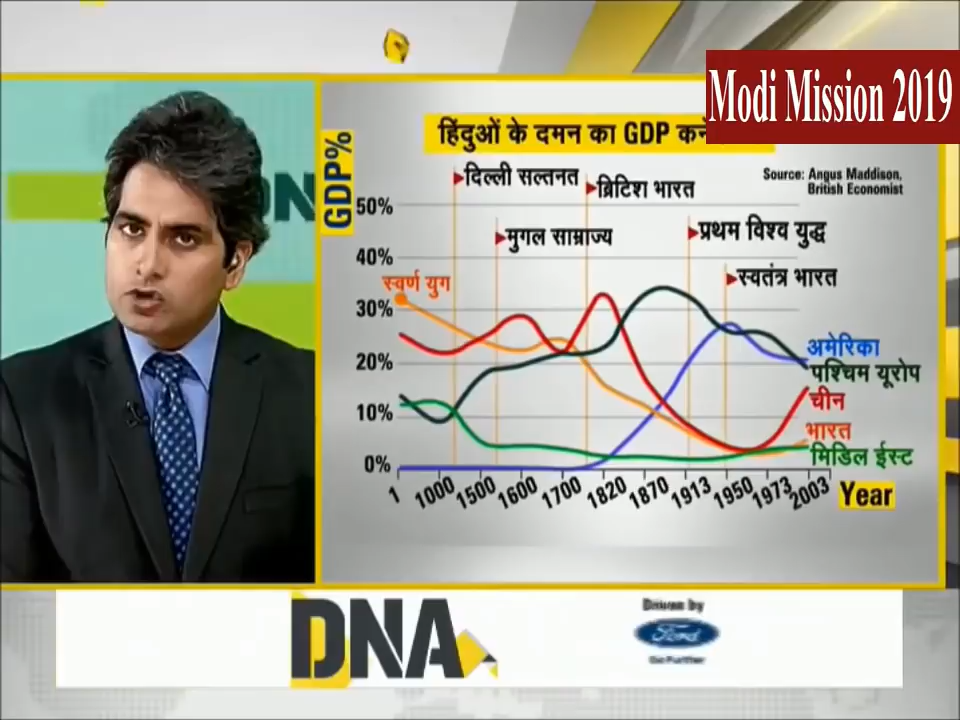 Modi Mission 2019
हिंदुओं के दमन का GDP
Source: Angus Maddison,
British Economist
GDP%
दिल्ली सल्तनत
ब्रिटिश भारत
मुगल साम्राज्य
प्रथम विश्व युद्ध
स्वतंत्र भारत
स्वर्ण युग
50%
40%
30%
20%
10%
0%
अमेरिका
पश्चिम यूरोप
चीन
भारत
मिडिल ईस्ट
1 1000 1500 1600 1700 1820 1870 1913 1950 1973 2003 Year
DNA
Driven by
Ford
Go Further